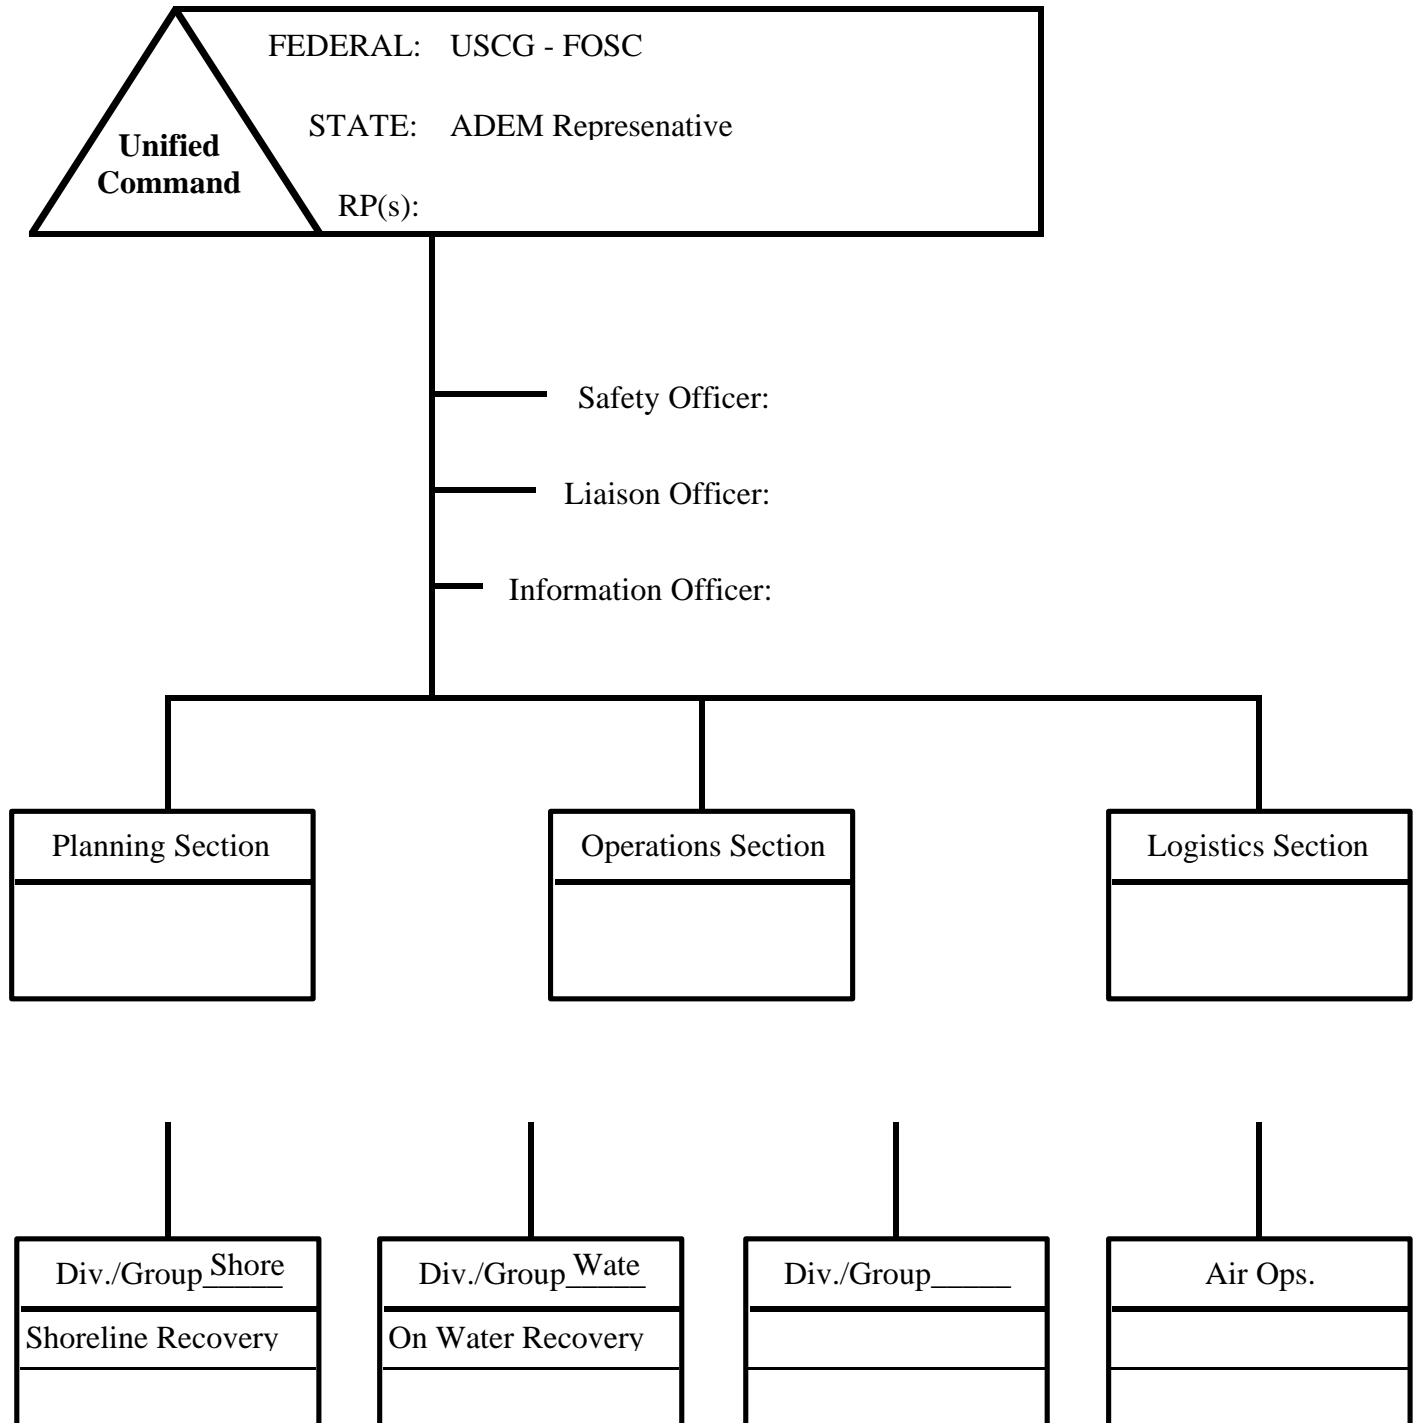 FEDERAL: USCG - FOSC
STATE: ADEM Represenative
Unified
Command
RP(s):
Safety Officer:
Liaison Officer:
Information Officer:
Planning Section
Operations Section
Logistics Section
Div./Group Shore
Div./Group Wate
Div./Group_____
Air Ops.
Shoreline Recovery
On Water Recovery